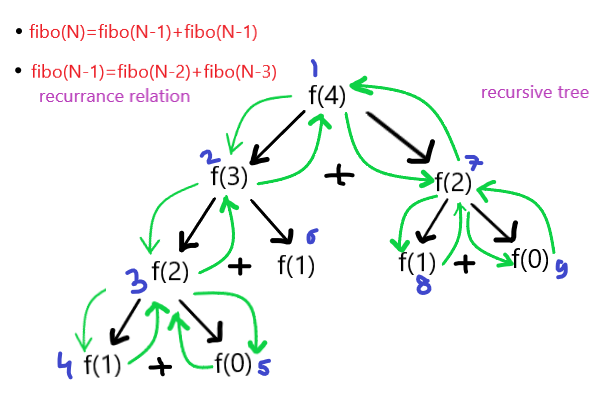 • fibo(N)=fibo(N-1)+fibo(N-1)
• fibo(N-1)=fibo(N-2)+fibo(N-3)
recurrance relation
recursive tree
1
f(4)
2
7
f(3) + f(2)
6
3 f(2) + f(1)
f(1) + f(0) 9
8
4 f(1) + f(0) 5